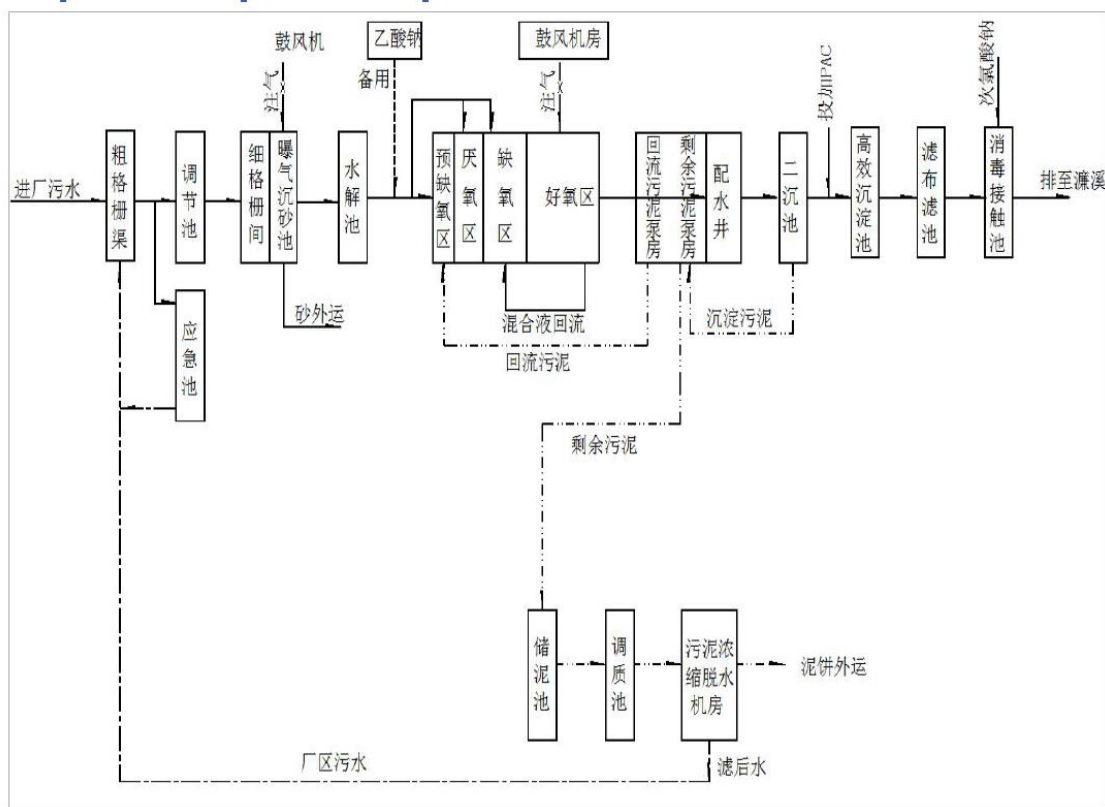 鼓风机
乙酸钠
鼓风机房
次氯酸钠
注气
备用
注气
投加PAC
进厂污水
粗格栅渠
调节池
细格栅间
曝气沉砂池
水解池
预缺氧区
厌氧区
缺氧区
好氧区
回流污泥泵房
剩余污泥泵房
配水井
二沉池
高效沉淀池
滤布滤池
消毒接触池
排至濂溪
应急池
砂外运
混合液回流
回流污泥
沉淀污泥
剩余污泥
储泥池
调质池
污泥浓
缩脱水
机房
泥饼外运
厂区污水
滤后水